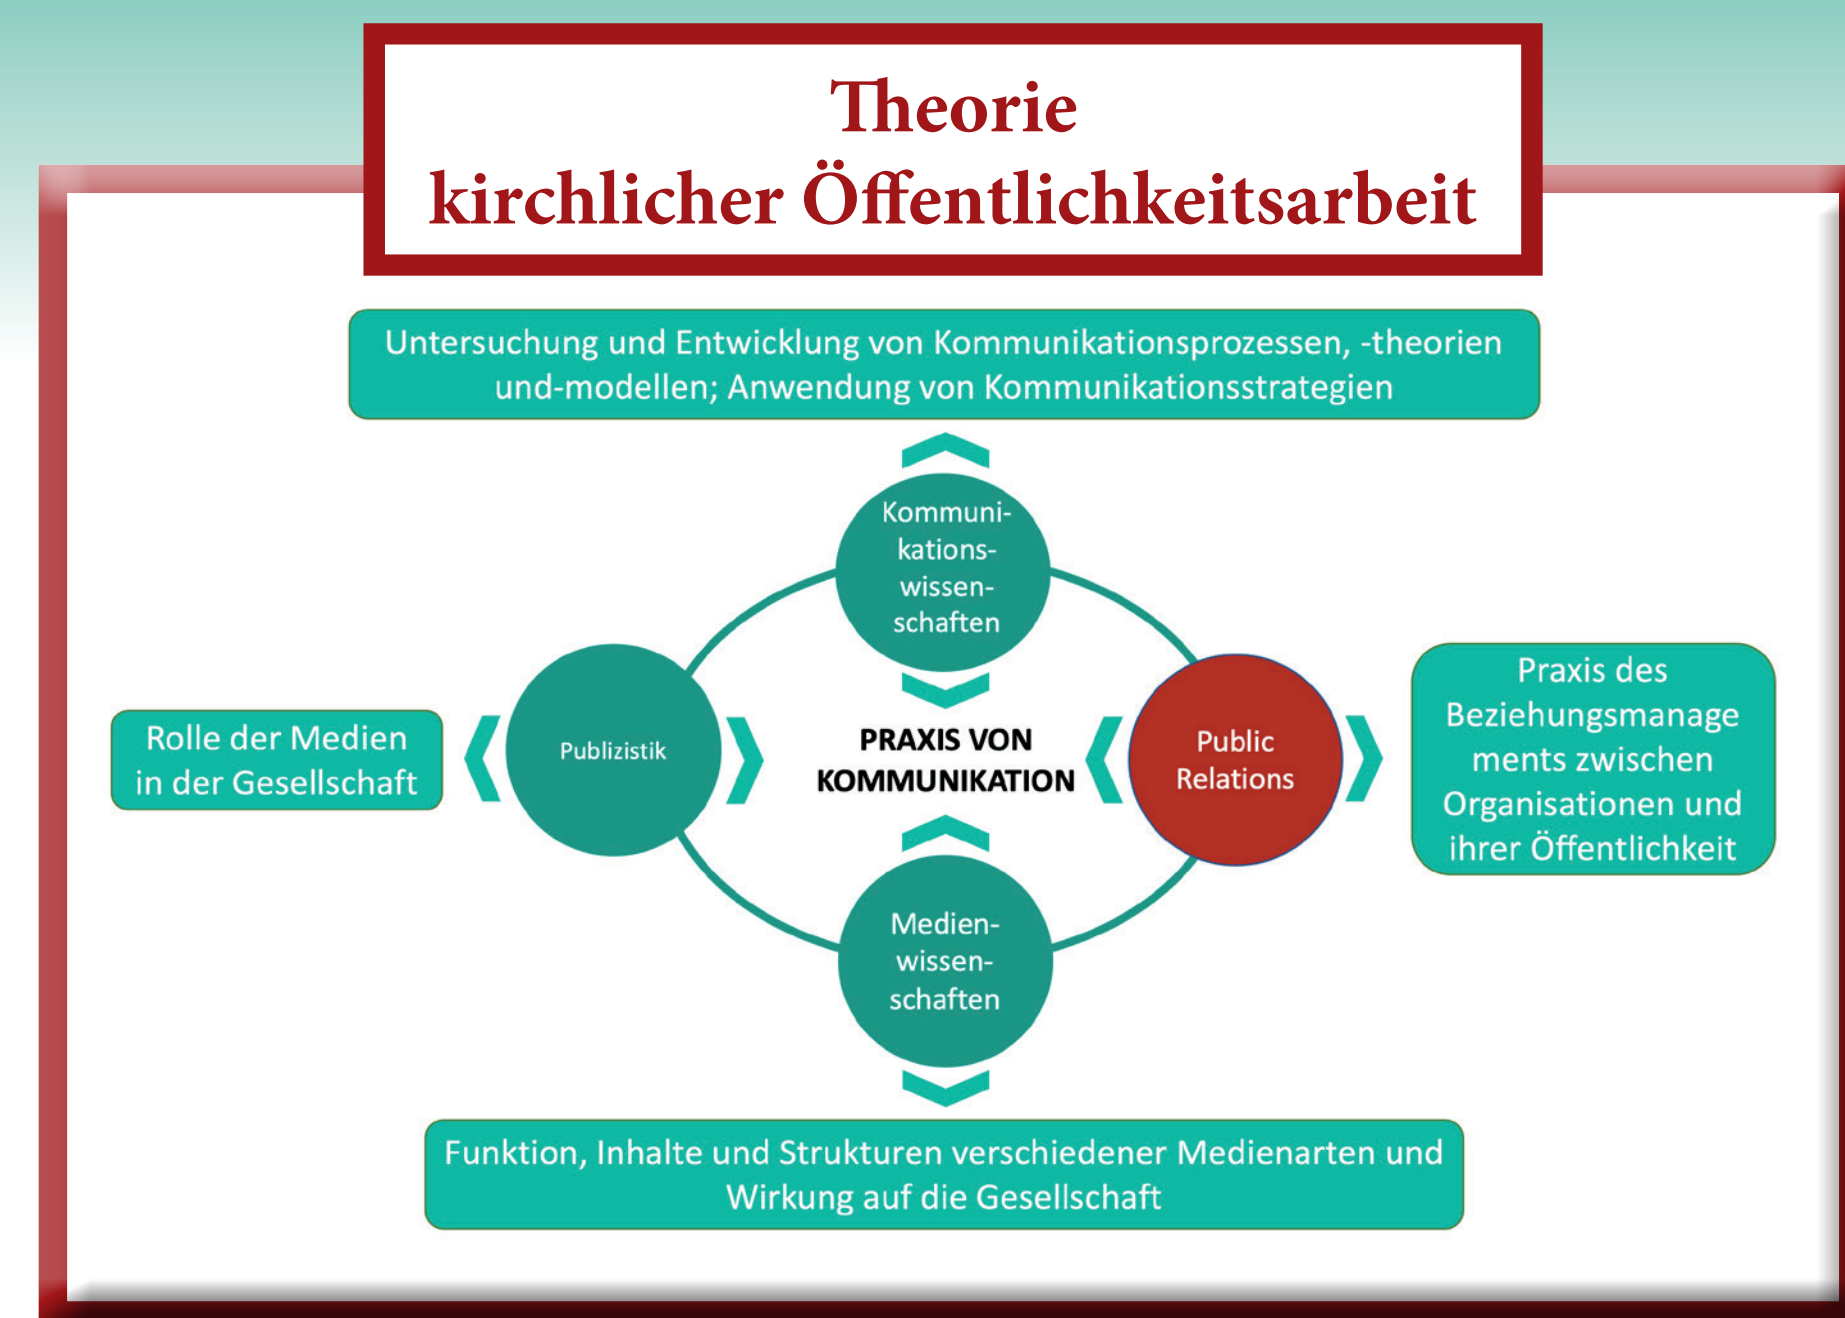 Theorie
kirchlicher Öffentlichkeitsarbeit
Untersuchung und Entwicklung von Kommunikationsprozessen, -theorien
und-modellen; Anwendung von Kommunikationsstrategien
Kommuni-
kations-
wissen-
schaften
Rolle der Medien
in der Gesellschaft
Publizistik
PRAXIS VON
KOMMUNIKATION
Public
Relations
Praxis des
Beziehungsmanage
ments zwischen
Organisationen und
ihrer Öffentlichkeit
Medien-
wissen-
schaften
Funktion, Inhalte und Strukturen verschiedener Medienarten und
Wirkung auf die Gesellschaft